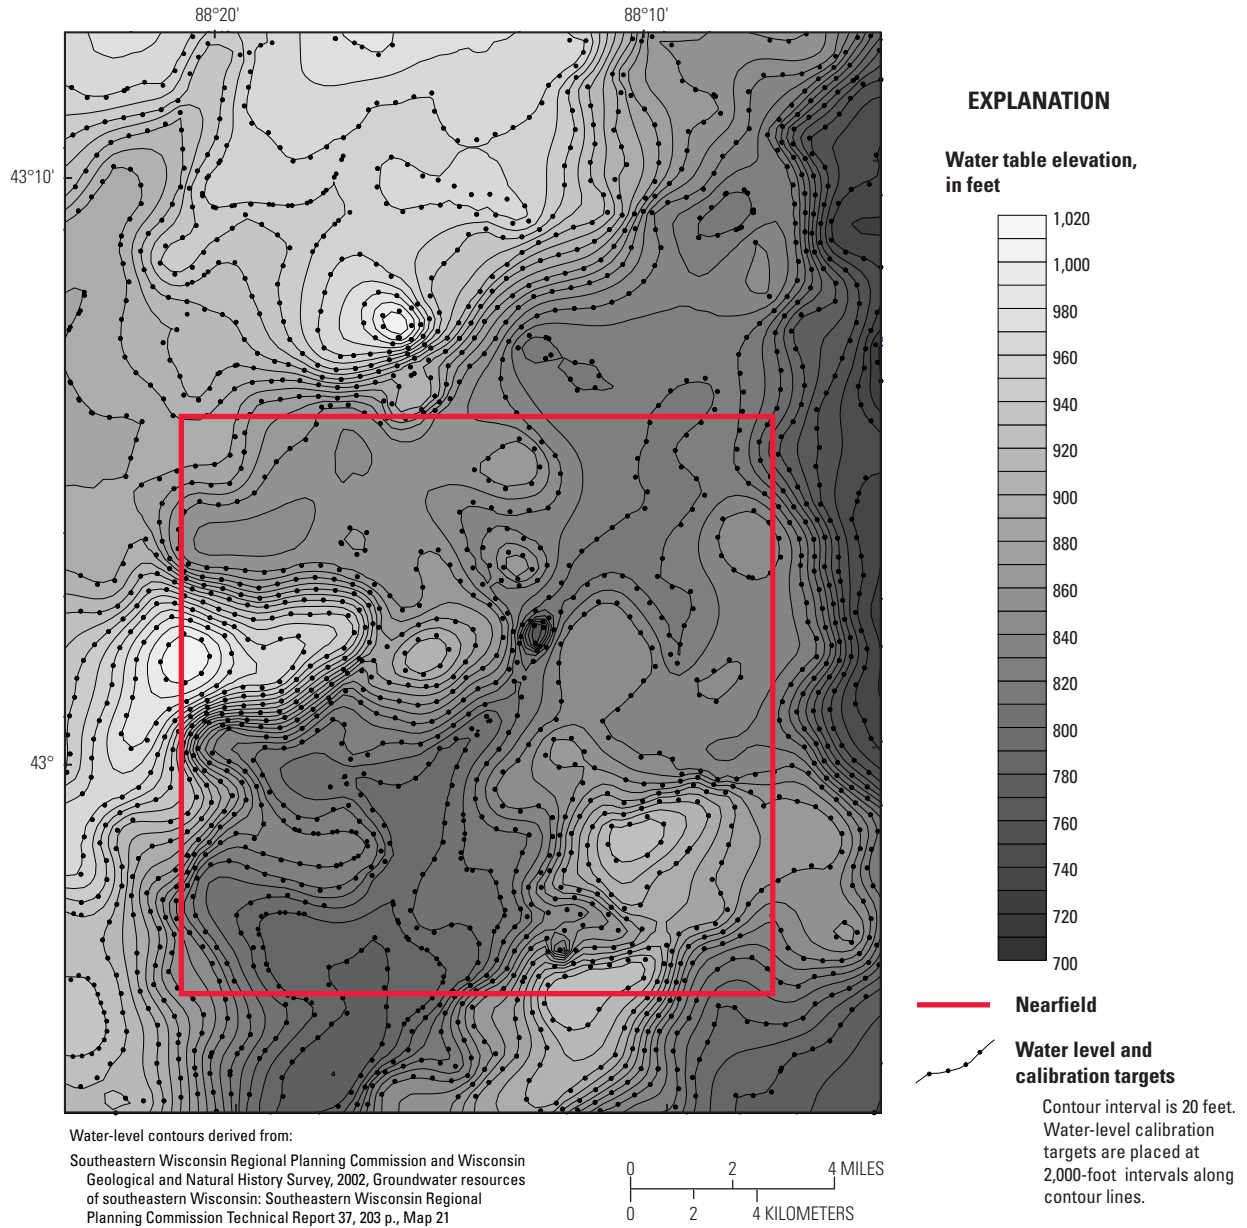 88°20'
88°10'
43°10'
43°
EXPLANATION
Water table elevation,
in feet
1,020
1,000
980
960
940
920
900
880
860
840
820
800
780
760
740
720
700
Nearfield
Water level and
calibration targets
Contour interval is 20 feet.
Water-level calibration
targets are placed at
2,000-foot intervals along
contour lines.
Water-level contours derived from:
Southeastern Wisconsin Regional Planning Commission and Wisconsin
Geological and Natural History Survey, 2002, Groundwater resources
of southeastern Wisconsin: Southeastern Wisconsin Regional
Planning Commission Technical Report 37, 203 p., Map 21
0 2 4 MILES
0 2 4 KILOMETERS